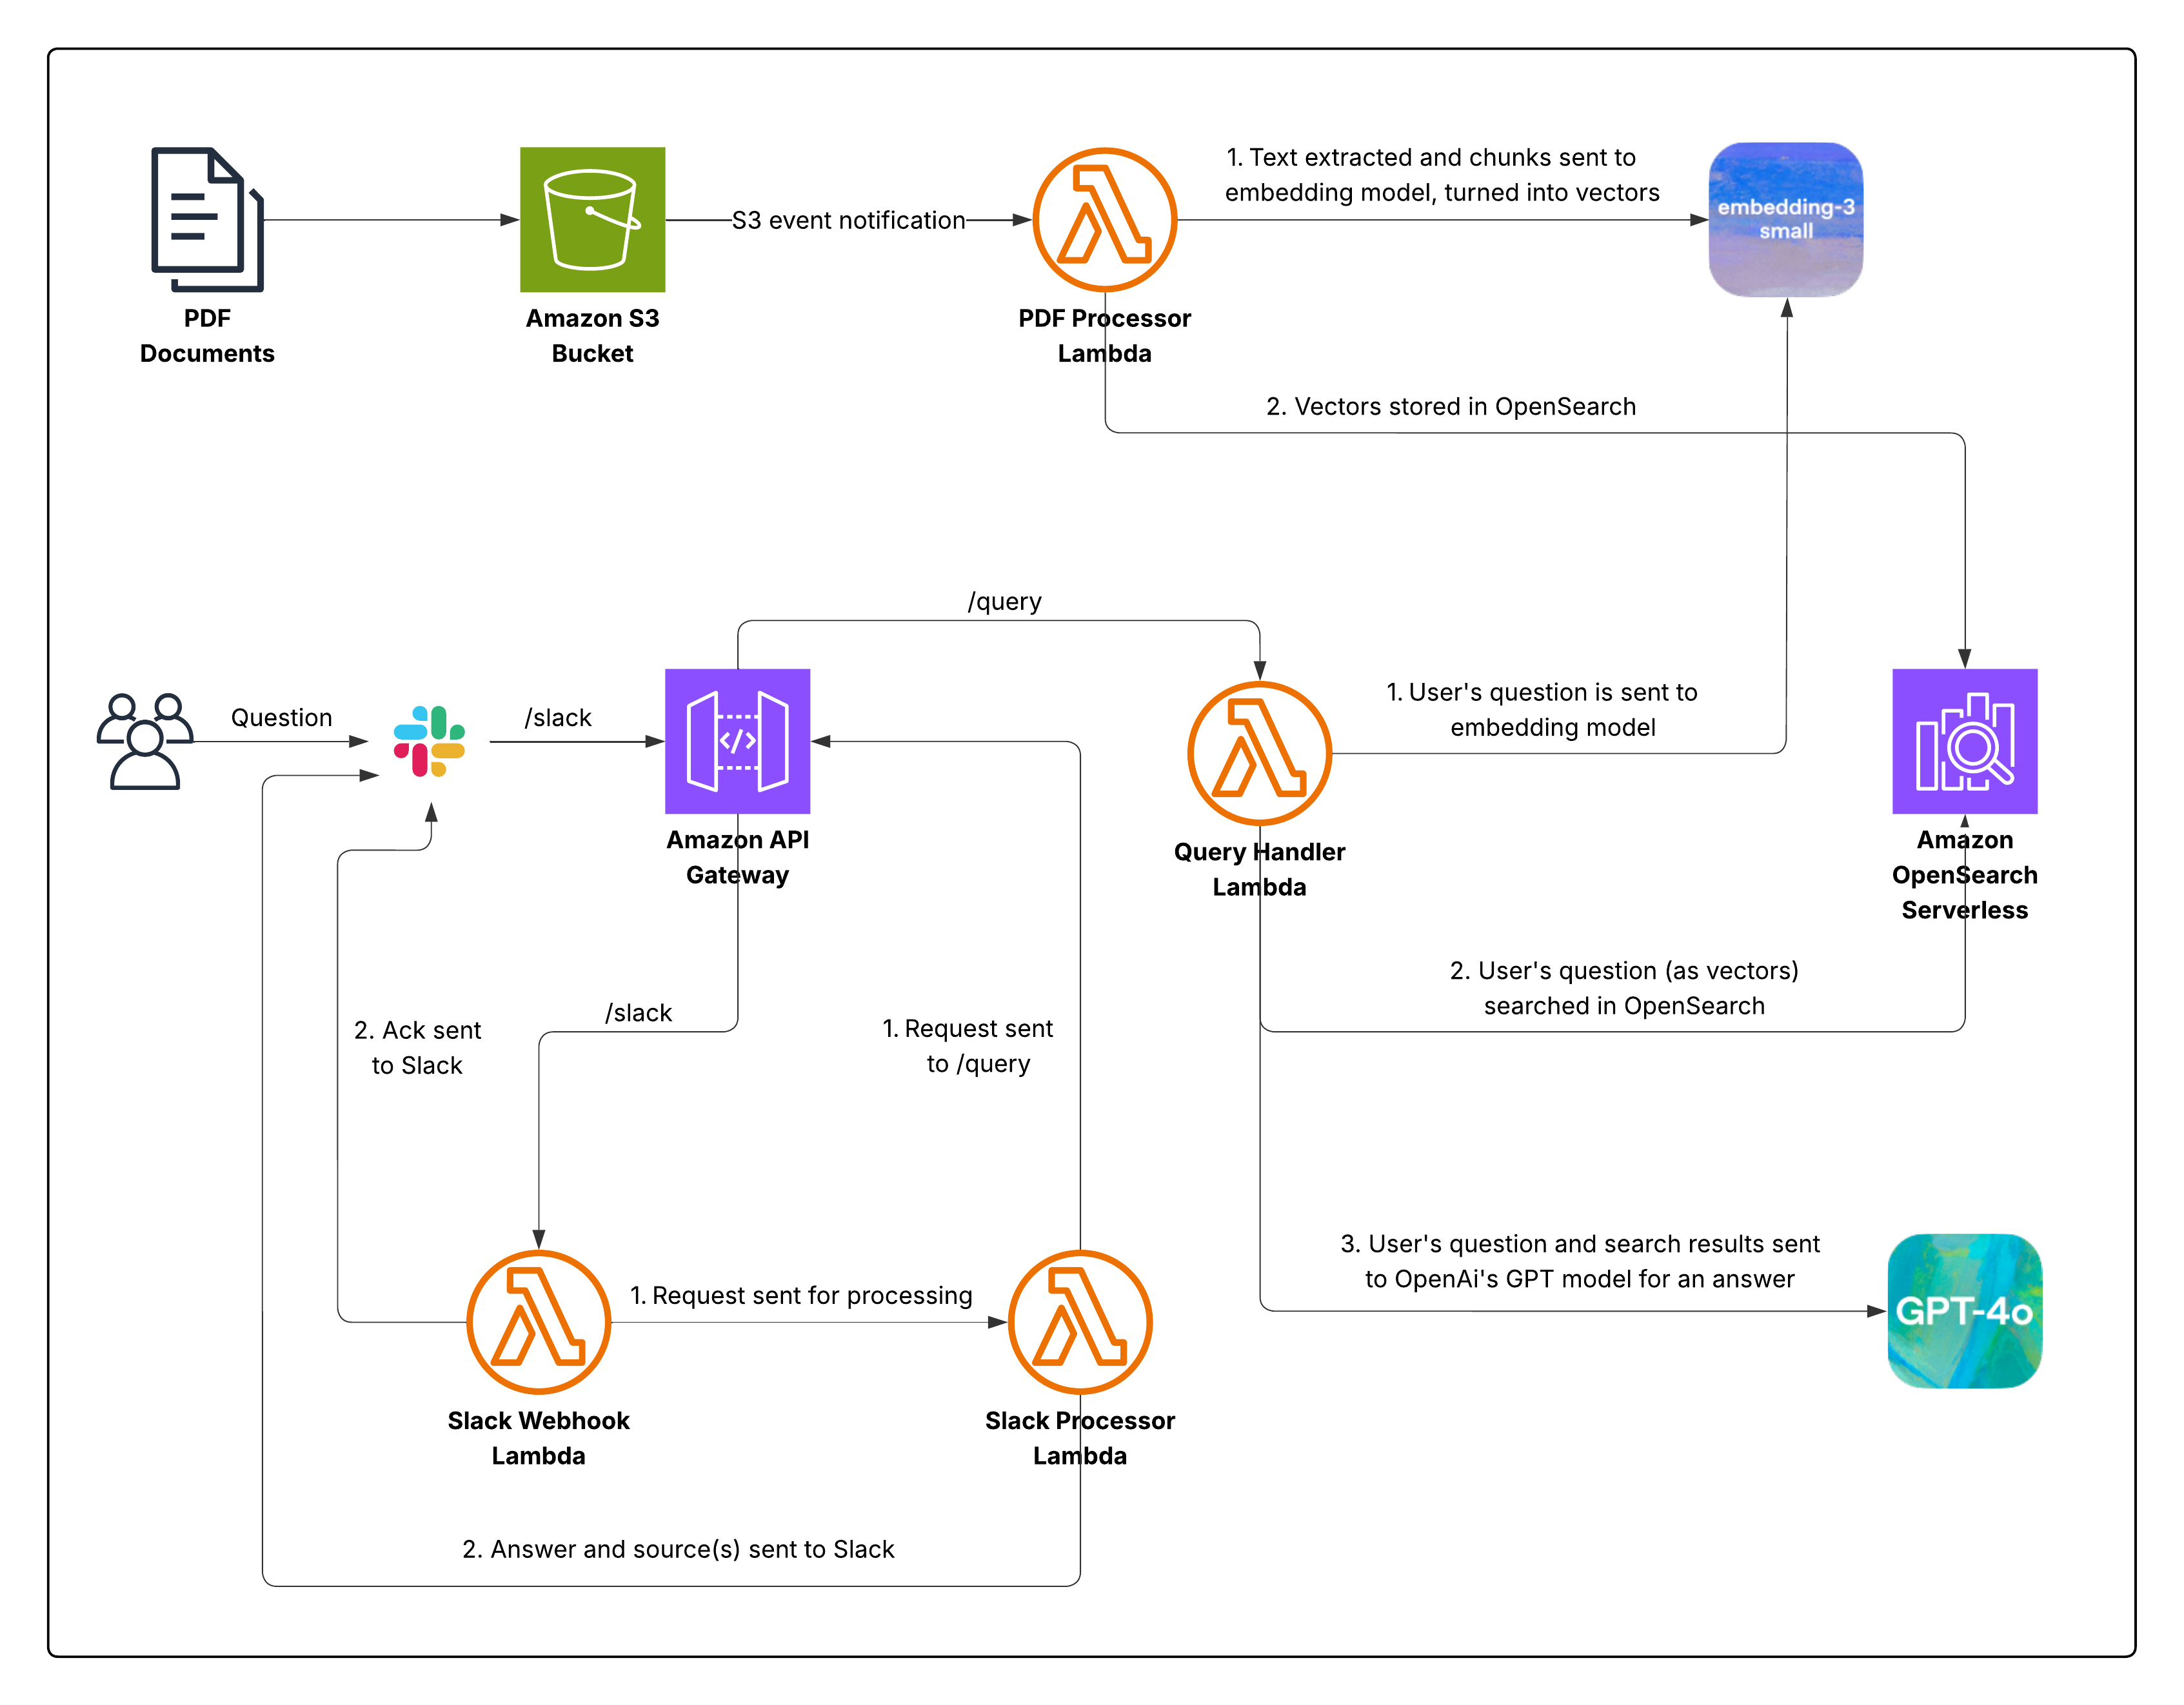 1. Text extracted and chunks sent to
embedding model, turned into vectors
embedding-3
small
S3 event notification
PDF
Documents
Amazon S3
Bucket
PDF Processor
Lambda
2. Vectors stored in OpenSearch
/query
Question
/slack
1. User's question is sent to
embedding model
Amazon API
Gateway
Query Handler
Lambda
Amazon
OpenSearch
Serverless
2. User's question (as vectors)
searched in OpenSearch
/slack
2. Ack sent
to Slack
1. Request sent
to /query
3. User's question and search results sent
to OpenAi's GPT model for an answer
GPT-4o
1. Request sent for processing
Slack Webhook
Lambda
Slack Processor
Lambda
2. Answer and source(s) sent to Slack